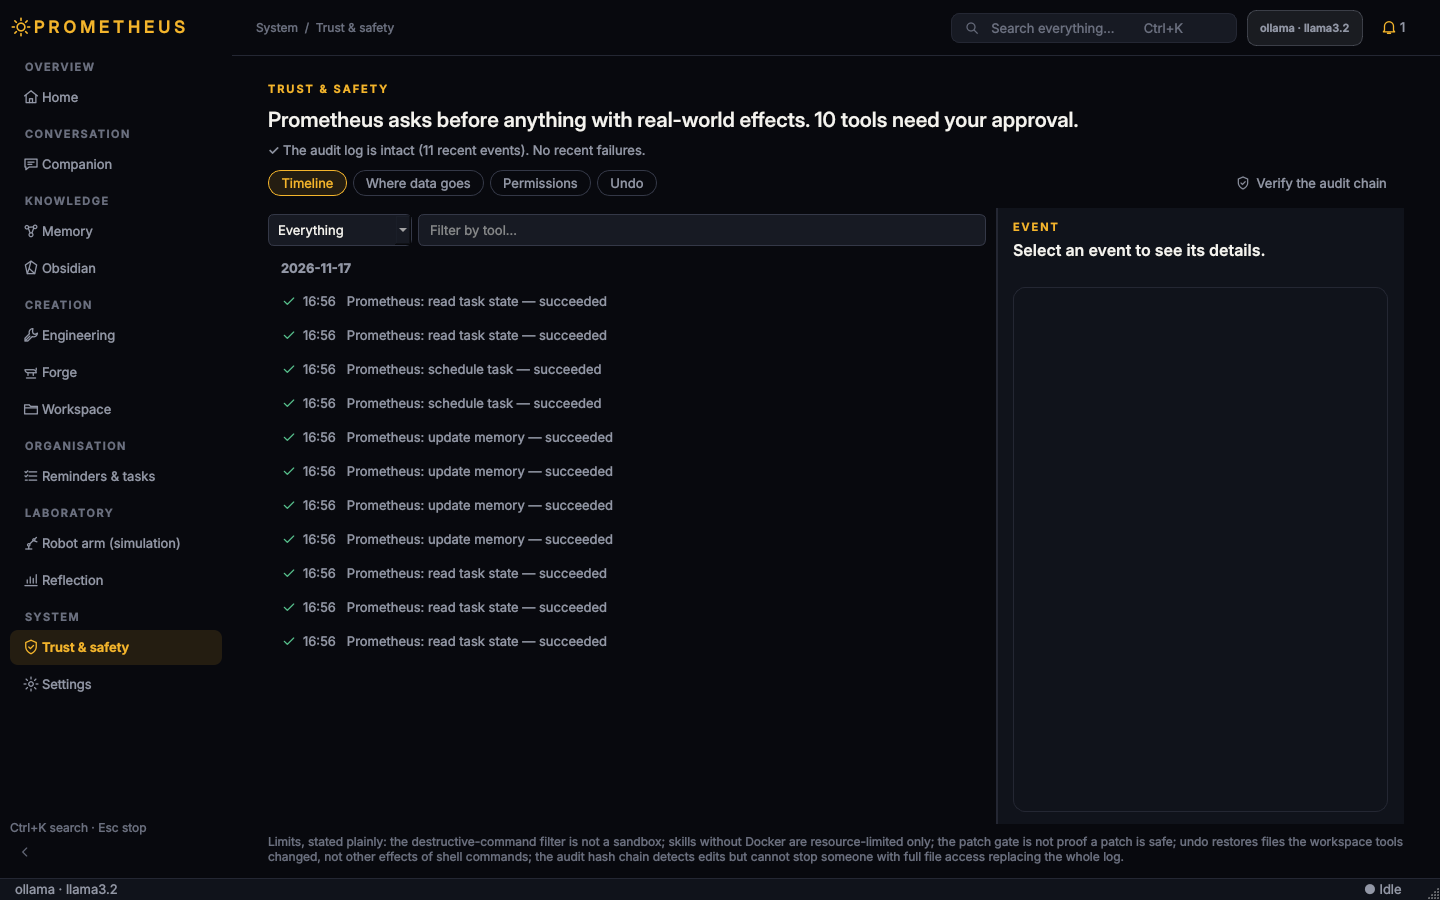 PROMETHEUS
OVERVIEW
Home
CONVERSATION
Companion
KNOWLEDGE
Memory
Obsidian
CREATION
Engineering
Forge
Workspace
ORGANISATION
Reminders & tasks
LABORATORY
Robot arm (simulation)
Reflection
SYSTEM
Trust & safety
Settings
Ctrl+K search · Esc stop
System / Trust & safety
Search everything... Ctrl+K
ollama · llama3.2
1
TRUST & SAFETY
Prometheus asks before anything with real-world effects. 10 tools need your approval.
✓ The audit log is intact (11 recent events). No recent failures.
Timeline
Where data goes
Permissions
Undo
Verify the audit chain
Everything
Filter by tool...
2026-11-17
16:56 Prometheus: read task state — succeeded
16:56 Prometheus: read task state — succeeded
16:56 Prometheus: schedule task — succeeded
16:56 Prometheus: schedule task — succeeded
16:56 Prometheus: update memory — succeeded
16:56 Prometheus: update memory — succeeded
16:56 Prometheus: update memory — succeeded
16:56 Prometheus: update memory — succeeded
16:56 Prometheus: read task state — succeeded
16:56 Prometheus: read task state — succeeded
16:56 Prometheus: read task state — succeeded
EVENT
Select an event to see its details.
Limits, stated plainly: the destructive-command filter is not a sandbox; skills without Docker are resource-limited only; the patch gate is not proof a patch is safe; undo restores files the workspace tools
changed, not other effects of shell commands; the audit hash chain detects edits but cannot stop someone with full file access replacing the whole log.
ollama · llama3.2
Idle